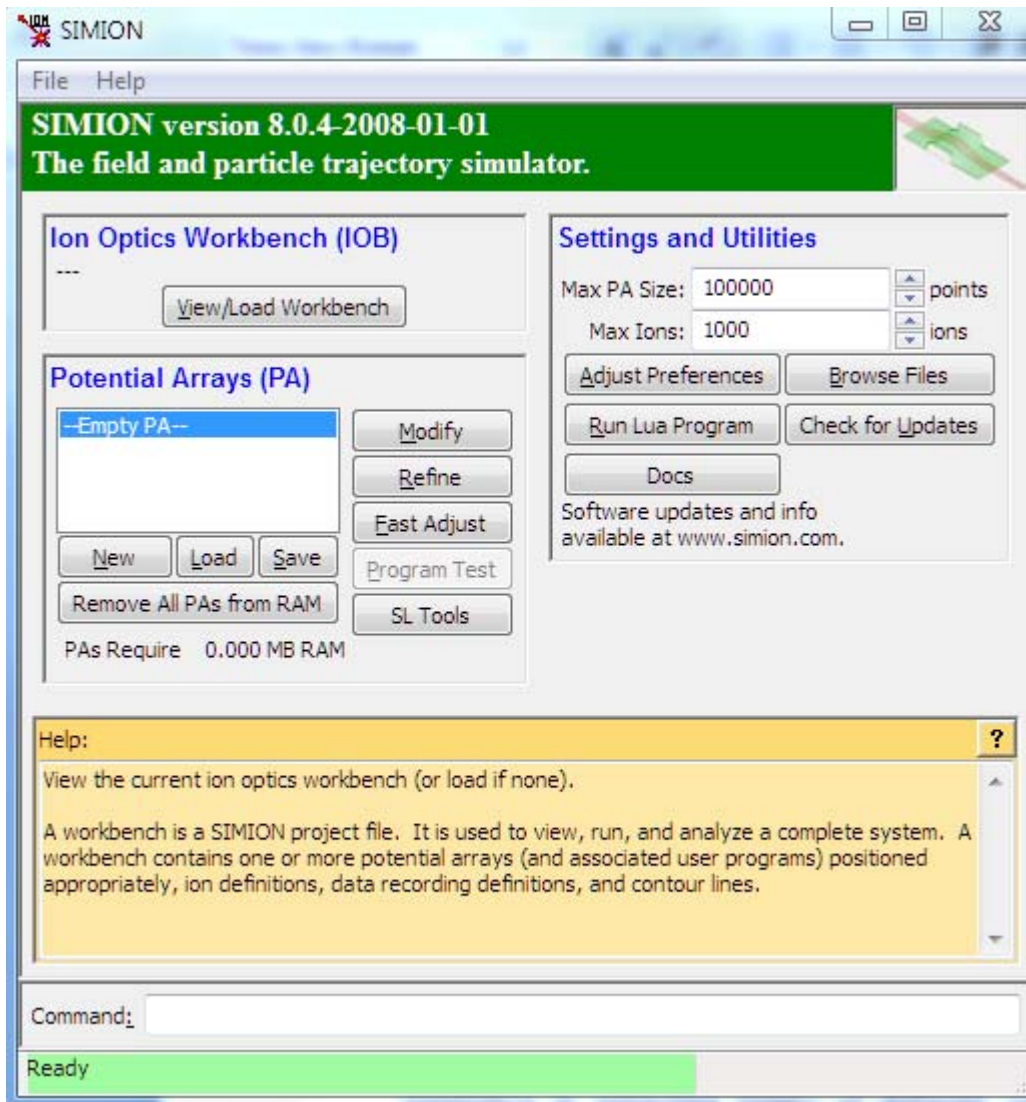 SIMION
File Help
SIMION version 8.0.4-2008-01-01
The field and particle trajectory simulator.
Ion Optics Workbench (IOB)
---
View/Load Workbench
Potential Arrays (PA)
--Empty PA--
Modify
Refine
Fast Adjust
Program Test
SL Tools
New Load Save
Remove All PAs from RAM
PAs Require 0.000 MB RAM
Settings and Utilities
Max PA Size: 100000 points
Max Ions: 1000 ions
Adjust Preferences Browse Files
Run Lua Program Check for Updates
Docs
Software updates and info
available at www.simion.com.
Help: ?
View the current ion optics workbench (or load if none).
A workbench is a SIMION project file. It is used to view, run, and analyze a complete system. A
workbench contains one or more potential arrays (and associated user programs) positioned
appropriately, ion definitions, data recording definitions, and contour lines.
Command:
Ready